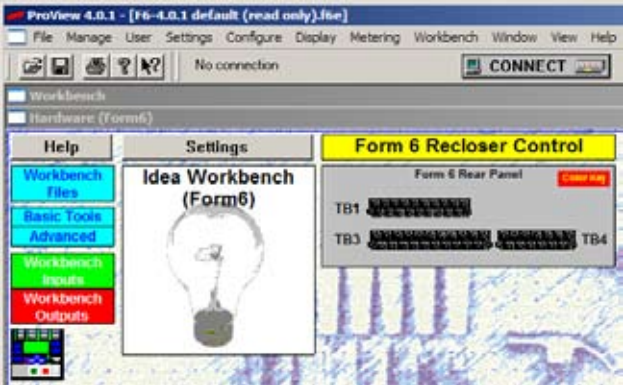 ProView 4.0.1 - [F6-4.0.1 default (read only).f6e]
File Manage User Settings Configure Display Metering Workbench Window View Help
No connection
CONNECT
Workbench
Hardware (Form6)
Help
Settings
Form 6 Recloser Control
Workbench
Files
Basic Tools
Advanced
Workbench
Inputs
Workbench
Outputs
Idea Workbench
(Form6)
Form 6 Rear Panel
Color Key
TB1
TB3
TB4